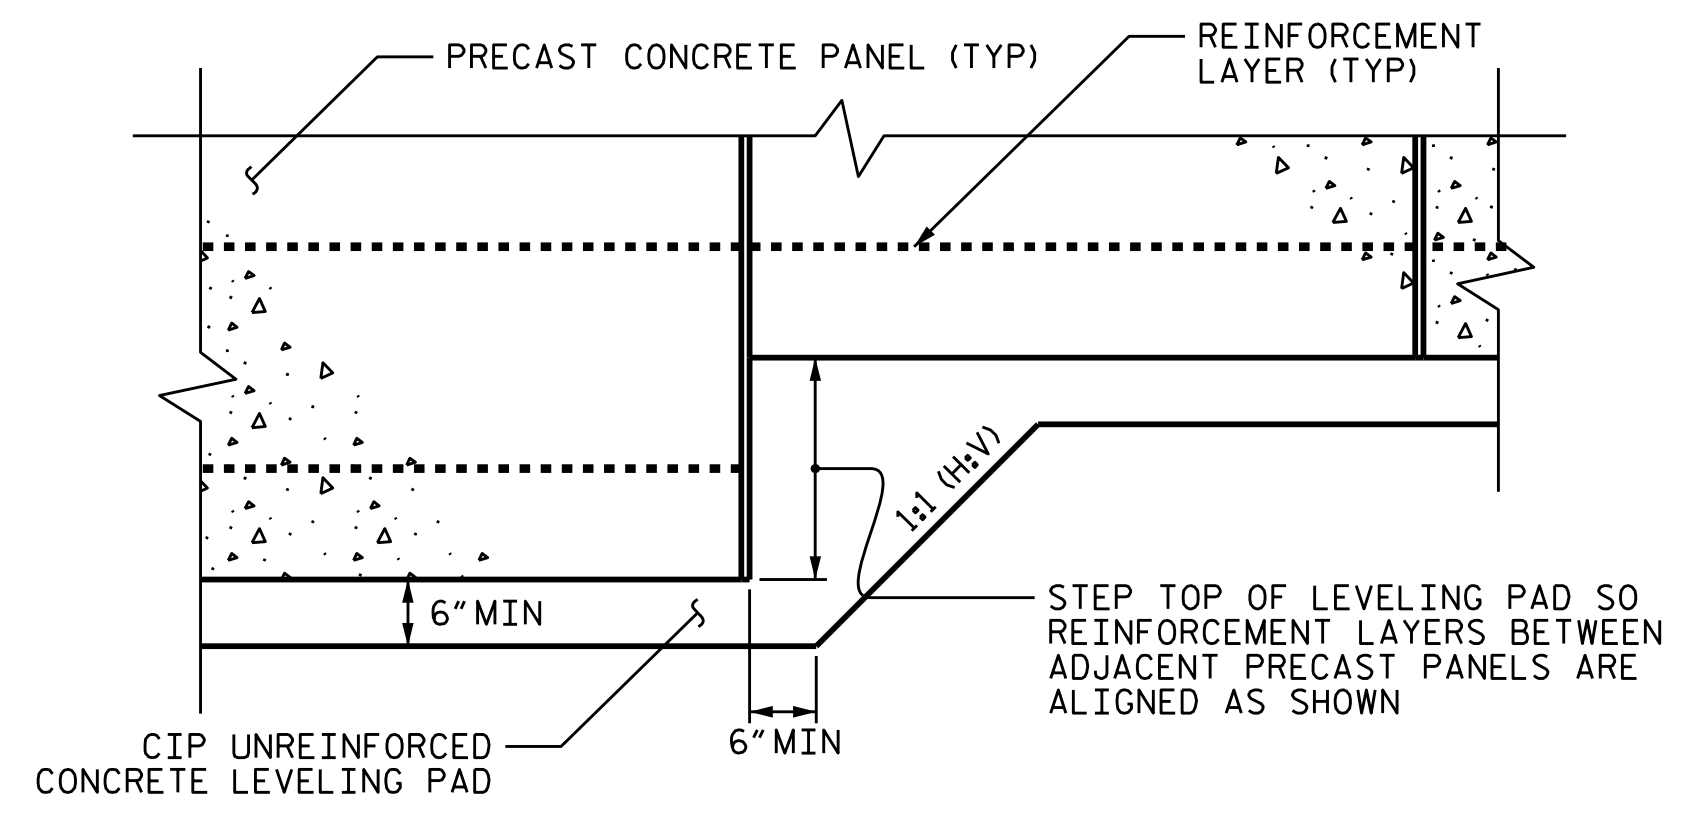 PRECAST CONCRETE PANEL (TYP)
REINFORCEMENT
LAYER (TYP)
1:1 (H:V)
6" MIN
STEP TOP OF LEVELING PAD SO
REINFORCEMENT LAYERS BETWEEN
ADJACENT PRECAST PANELS ARE
ALIGNED AS SHOWN
6" MIN
CIP UNREINFORCED
CONCRETE LEVELING PAD